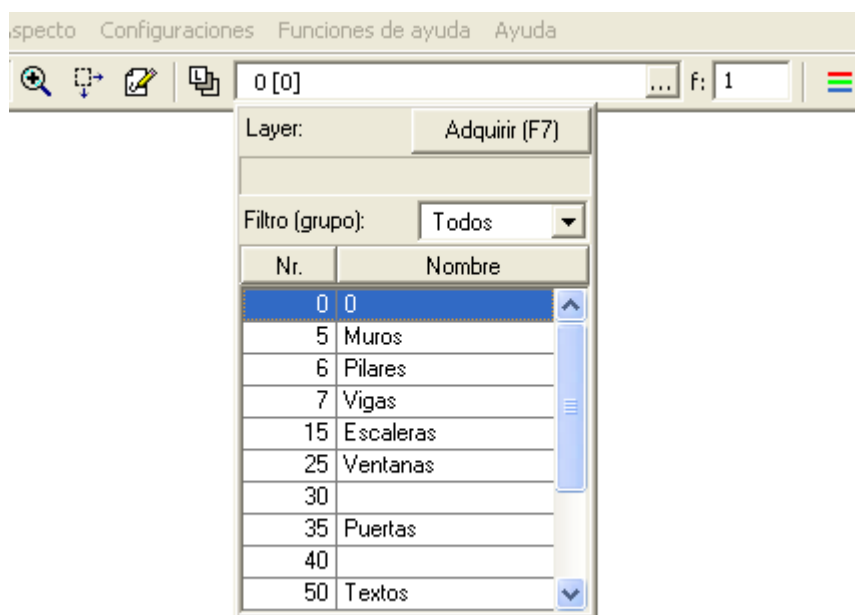 specto Configuraciones Funciones de ayuda Ayuda
0 [0] ... f: 1
Layer: Adquirir (F7)
Filtro (grupo): Todos
Nr. Nombre
0 0
5 Muros
6 Pilares
7 Vigas
15 Escaleras
25 Ventanas
30
35 Puertas
40
50 Textos